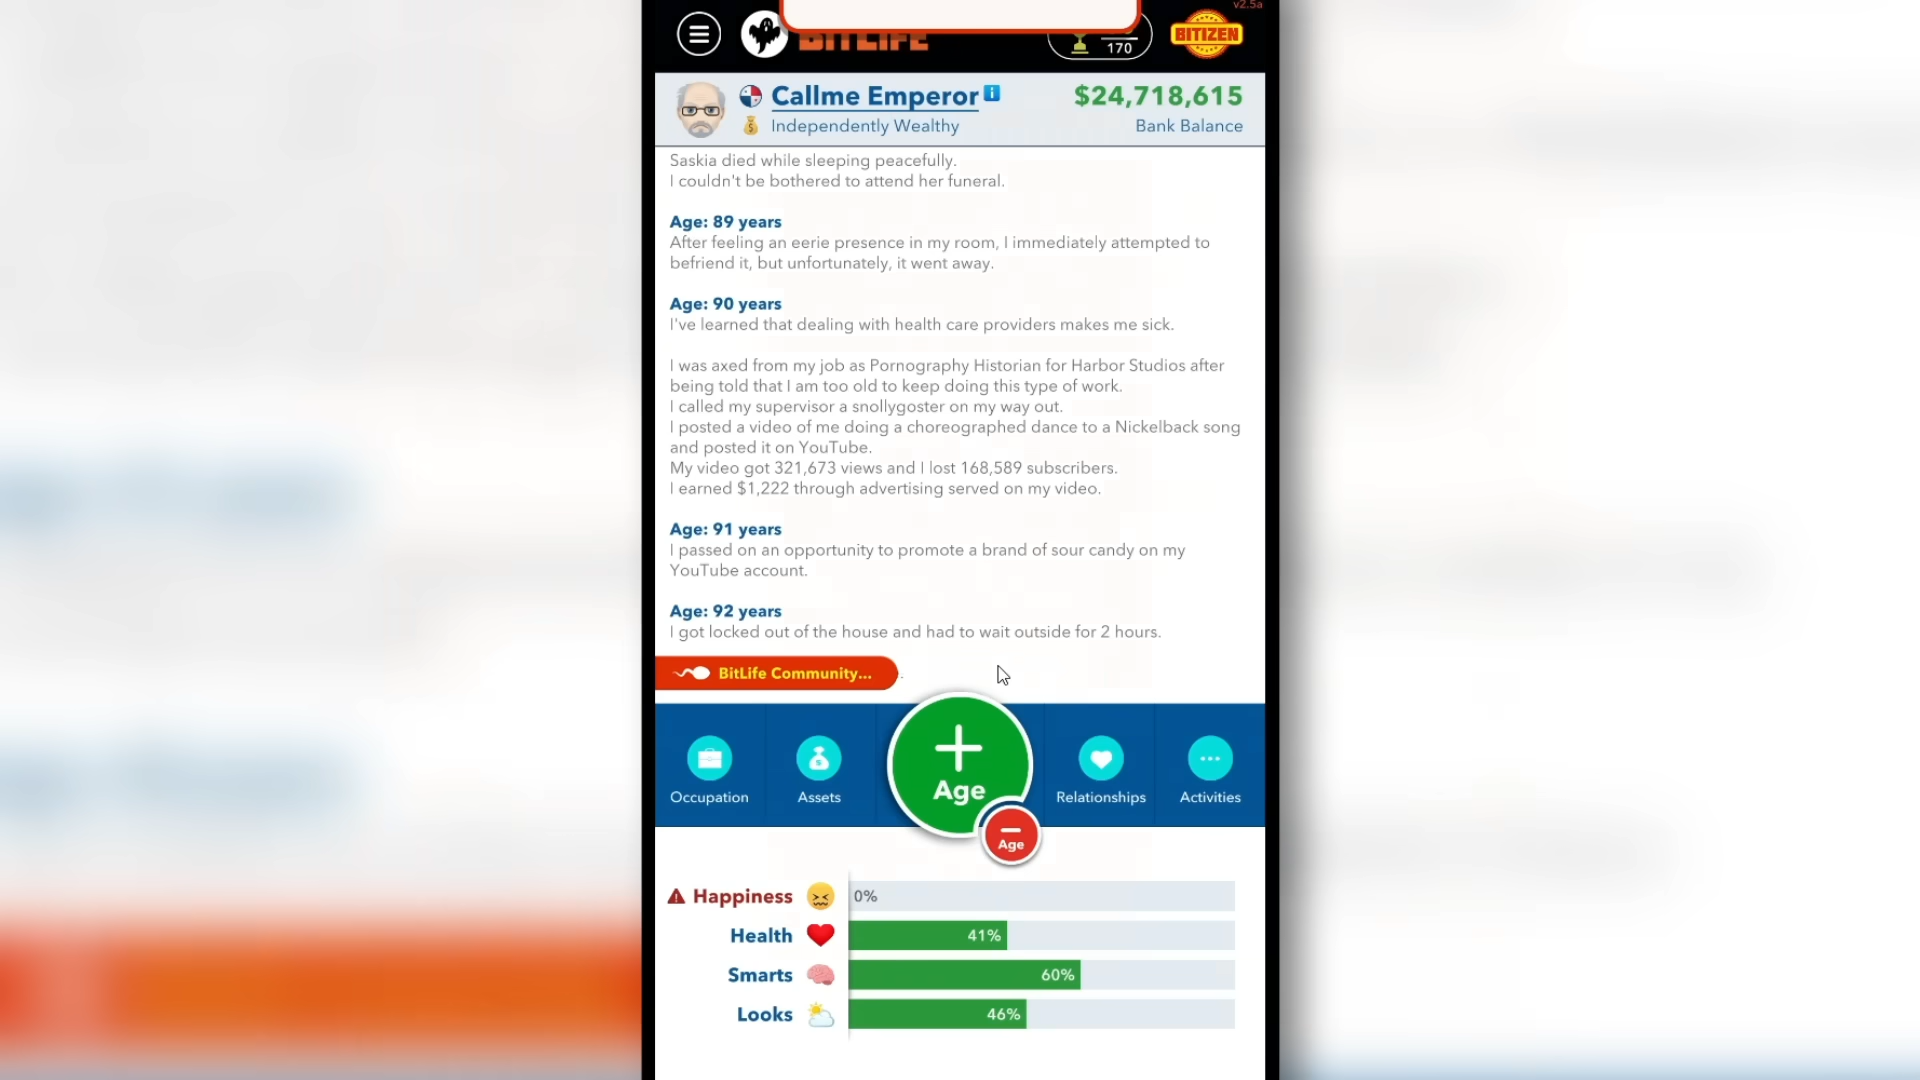 v2.5a
BITLIFE
170
BITIZEN
Callme Emperor
$24,718,615
Independently Wealthy
Bank Balance
Saskia died while sleeping peacefully.
I couldn't be bothered to attend her funeral.
Age: 89 years
After feeling an eerie presence in my room, I immediately attempted to
befriend it, but unfortunately, it went away.
Age: 90 years
I've learned that dealing with health care providers makes me sick.
I was axed from my job as Pornography Historian for Harbor Studios after
being told that I am too old to keep doing this type of work.
I called my supervisor a snollygoster on my way out.
I posted a video of me doing a choreographed dance to a Nickelback song
and posted it on YouTube.
My video got 321,673 views and I lost 168,589 subscribers.
I earned $1,222 through advertising served on my video.
Age: 91 years
I passed on an opportunity to promote a brand of sour candy on my
YouTube account.
Age: 92 years
I got locked out of the house and had to wait outside for 2 hours.
BitLife Community...
Occupation
Assets
Age
Relationships
Activities
Age
Happiness 0%
Health 41%
Smarts 60%
Looks 46%